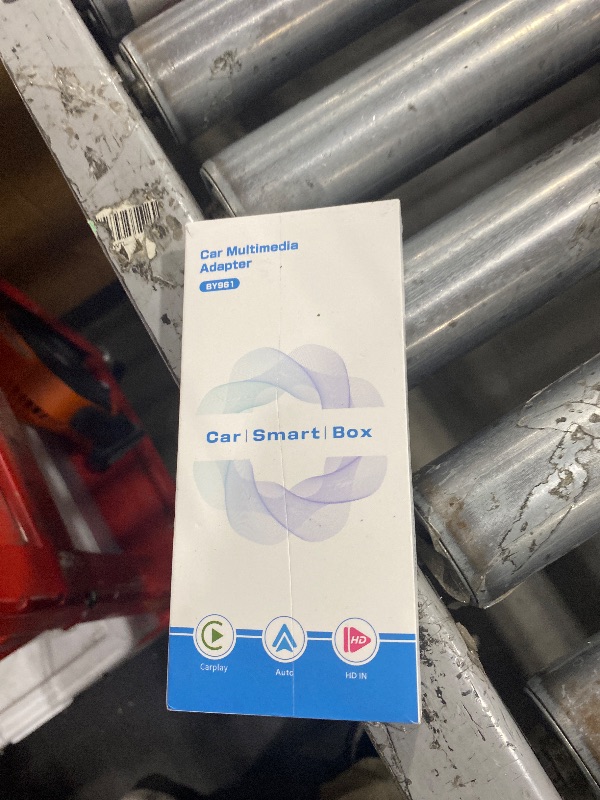 Car Multimedia
Adapter
BY961
Car|Smart|Box
HD
Carplay
Auto
HD IN